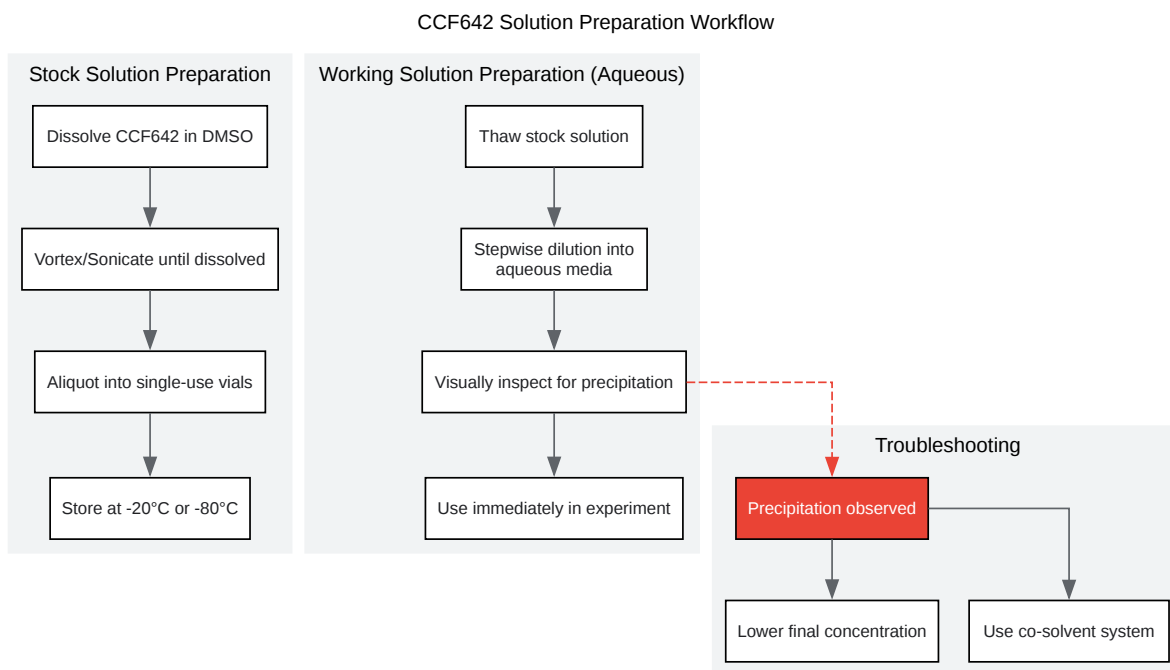 CCF642 Solution Preparation Workflow
Stock Solution Preparation
Dissolve CCF642 in DMSO
Vortex/Sonicate until dissolved
Aliquot into single-use vials
Store at -20°C or -80°C
Working Solution Preparation (Aqueous)
Thaw stock solution
Stepwise dilution into
aqueous media
Visually inspect for precipitation
Use immediately in experiment
Troubleshooting
Precipitation observed
Lower final concentration
Use co-solvent system